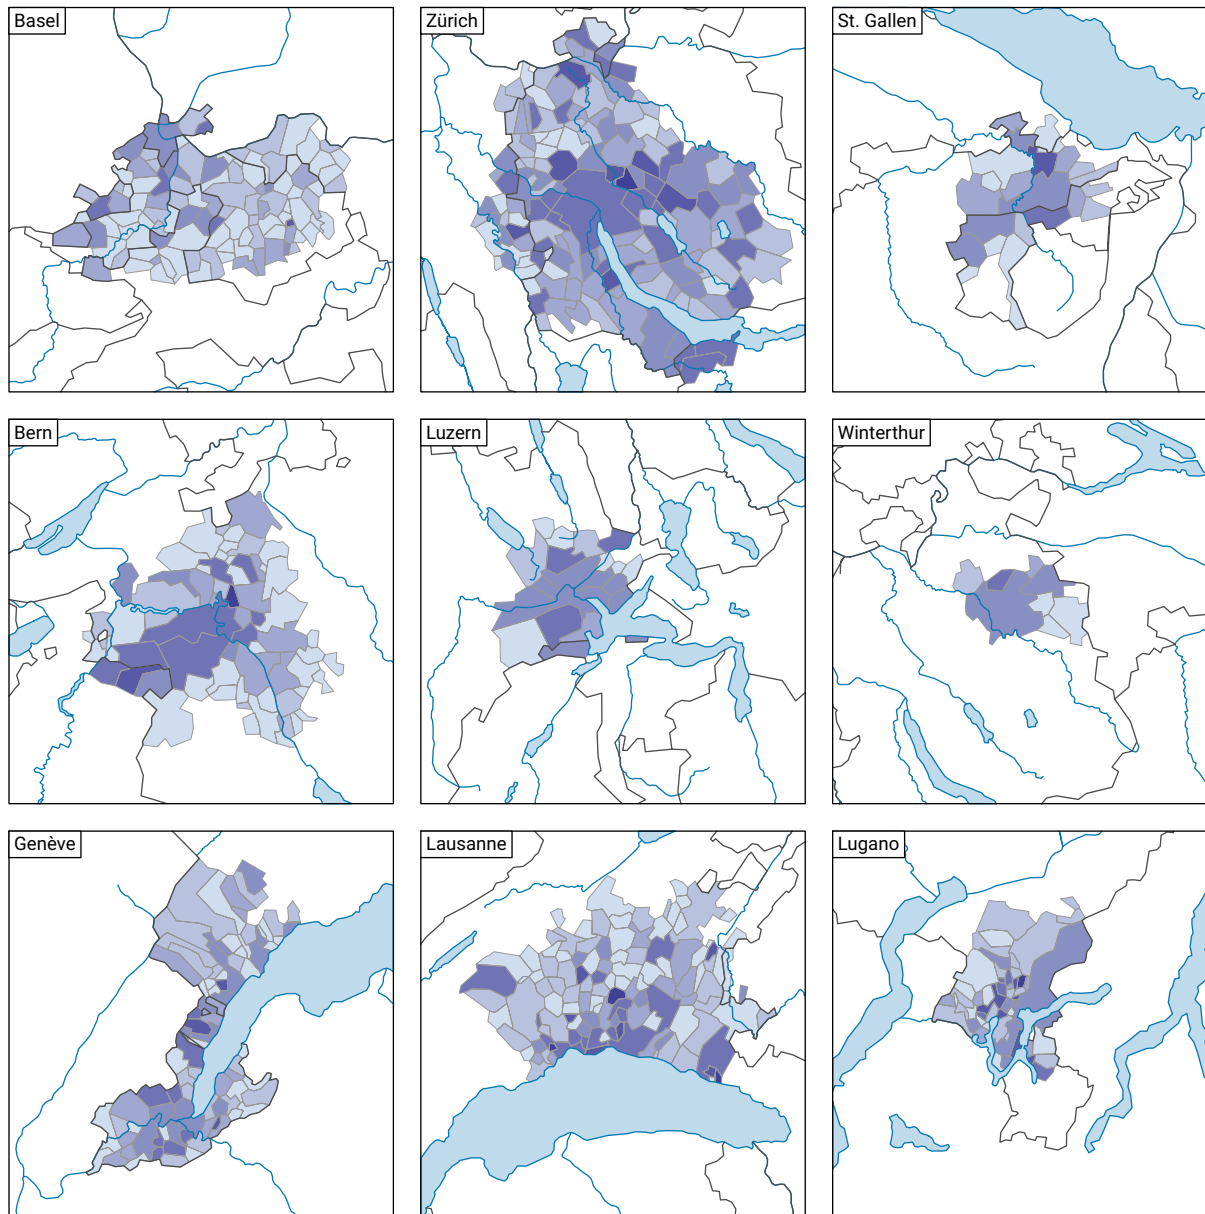 Basel
Zürich
St. Gallen
Bern
Luzern
Winterthur
Genève
Lausanne
Lugano